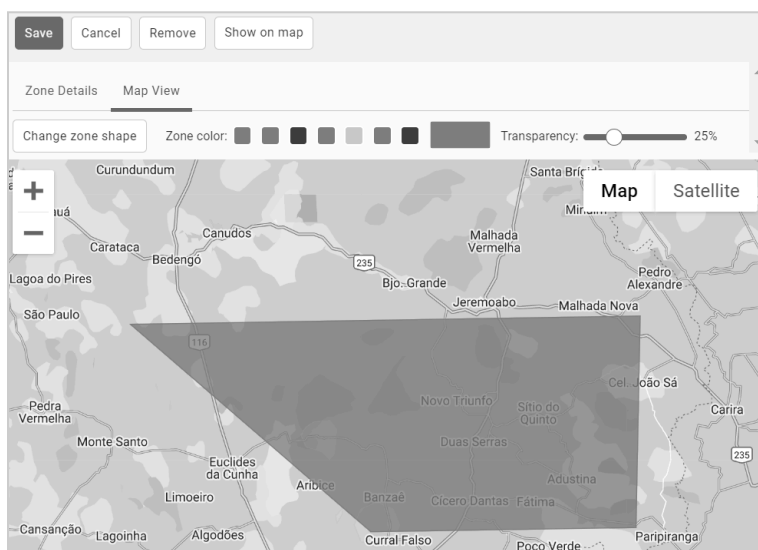 Save
Cancel
Remove
Show on map
Zone Details
Map View
Change zone shape
Zone color:
Transparency:
25%
Curundundum
Santa Brígida
+
Map
Satellite
−
Canudos
Carataca
Malhada
Vermelha
Bedengó
235
Pedro
Alexandre
Lagoa do Pires
Bjo. Grande
Jeremoabo
Malhada Nova
São Paulo
116
Cel. João Sá
Novo Triunfo
Sítio do
Quinto
Pedra
Vermelha
Carira
Monte Santo
Duas Serras
235
Euclides
da Cunha
Aribice
Adustina
Limoeiro
Banzaê
Cícero Dantas
Fátima
Cansanção
Lagoinha
Algodões
Curral Falso
Poço Verde
Paripiranga